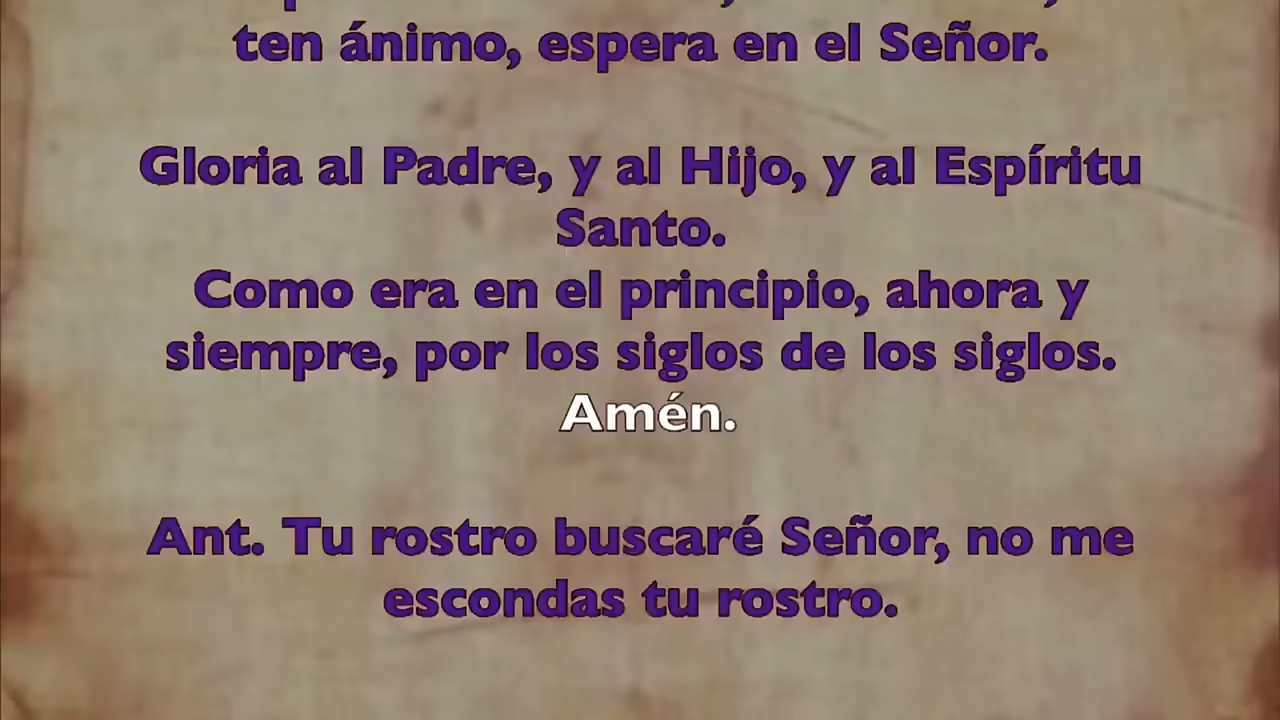 ten ánimo, espera en el Señor.
Gloria al Padre, y al Hijo, y al Espíritu
Santo.
Como era en el principio, ahora y
siempre, por los siglos de los siglos.
Amén.
Ant. Tu rostro buscaré Señor, no me
escondas tu rostro.